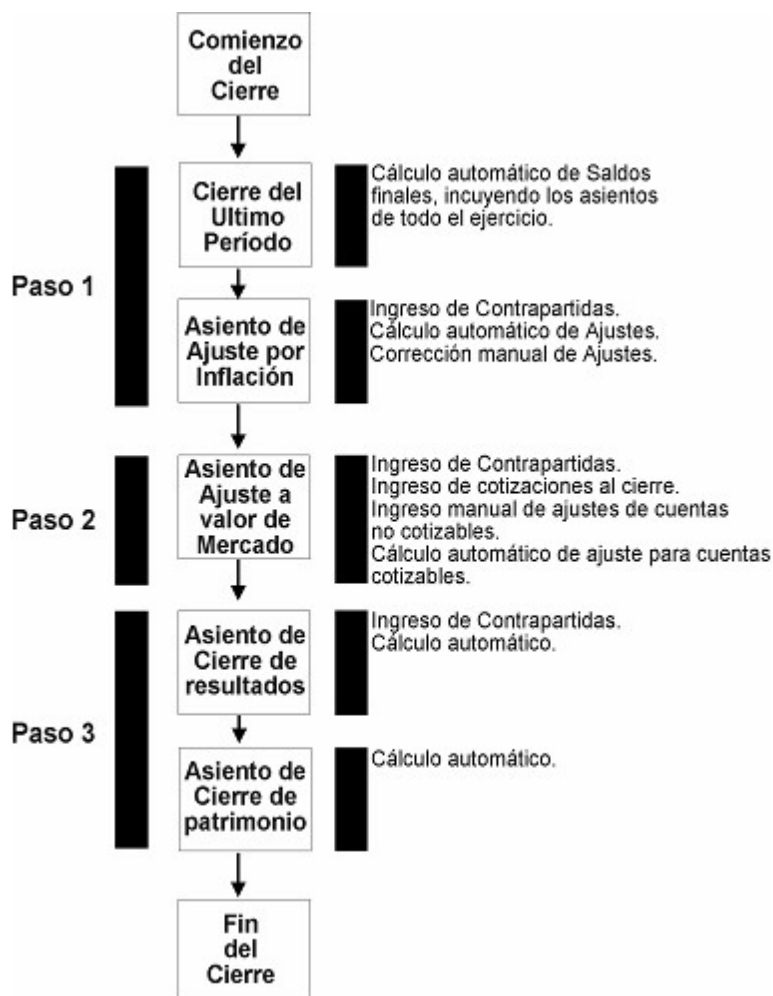 Comienzo
del
Cierre
Paso 1
Cierre del
Ultimo
Período
Cálculo automático de Saldos
finales, incuyendo los asientos
de todo el ejercicio.
Asiento de
Ajuste por
Inflación
Ingreso de Contrapartidas.
Cálculo automático de Ajustes.
Corrección manual de Ajustes.
Paso 2
Asiento de
Ajuste a
valor de
Mercado
Ingreso de Contrapartidas.
Ingreso de cotizaciones al cierre.
Ingreso manual de ajustes de cuentas
no cotizables.
Cálculo automático de ajuste para cuentas
cotizables.
Paso 3
Asiento de
Cierre de
resultados
Ingreso de Contrapartidas.
Cálculo automático.
Asiento de
Cierre de
patrimonio
Cálculo automático.
Fin
del
Cierre